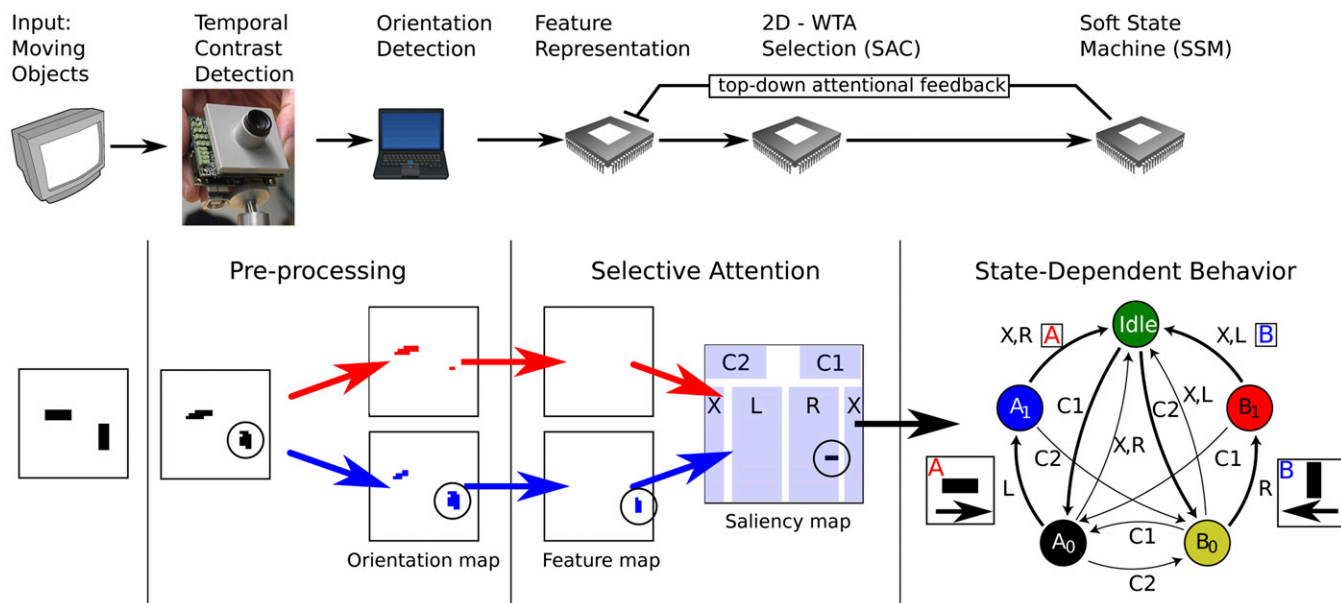 Input:
Moving
Objects
Temporal
Contrast
Detection
Orientation
Detection
Feature
Representation
2D - WTA
Selection (SAC)
Soft State
Machine (SSM)
top-down attentional feedback
Pre-processing
Selective Attention
State-Dependent Behavior
Orientation map
Feature map
C2 C1
X L R X
Saliency map
Idle
X,R A
X,L B
A1
B1
C1
C2
X,L
X,R
C2
C1
A
L
R
B
A0
B0
C1
C2